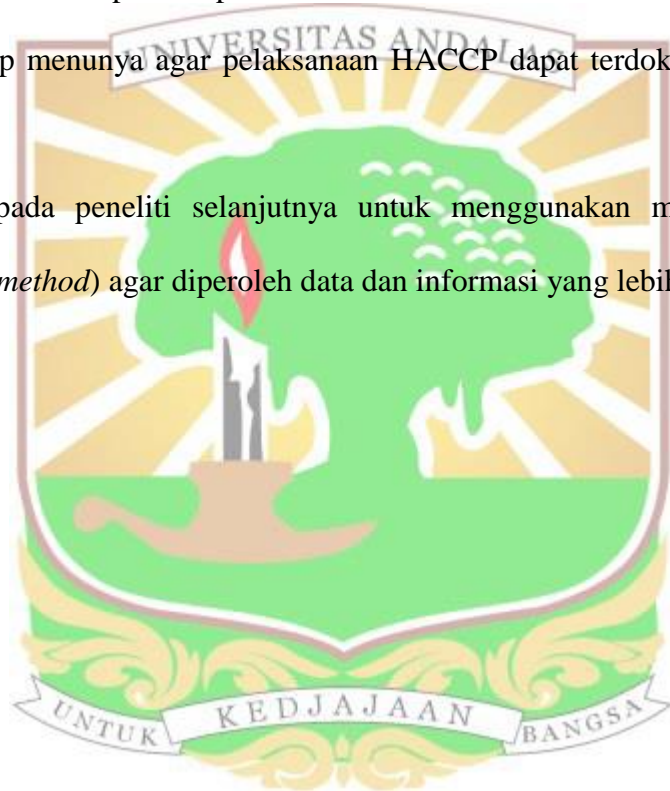 UNIVERSITAS ANDALAS
p menunya agar pelaksanaan HACCP dapat terdok
pada peneliti selanjutnya untuk menggunakan m
method) agar diperoleh data dan informasi yang lebih
UNTUK KEDJAJAAN BANGSA